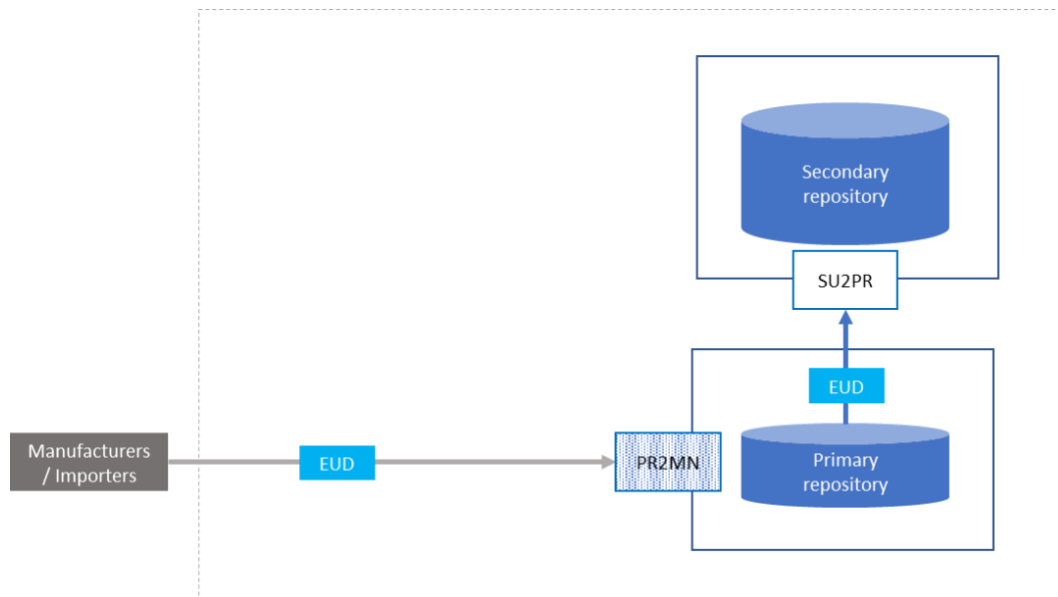 Secondary
repository
SU2PR
EUD
Manufacturers
/ Importers
EUD
PR2MN
Primary
repository